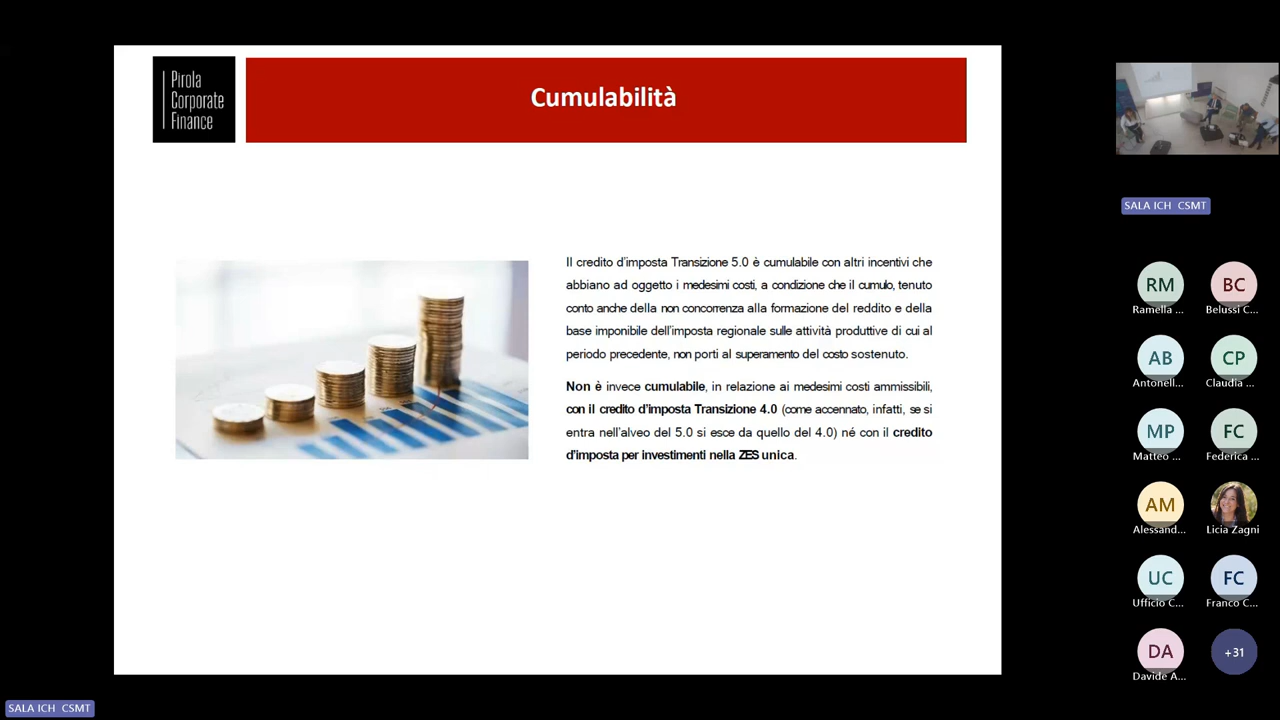 Pirola
Corporate
Finance
Cumulabilità
Il credito d'imposta Transizione 5.0 è cumulabile con altri incentivi che
abbiano ad oggetto i medesimi costi, a condizione che il cumulo, tenuto
conto anche della non concorrenza alla formazione del reddito e della
base imponibile dell'imposta regionale sulle attività produttive di cui al
periodo precedente, non porti al superamento del costo sostenuto.
Non è invece cumulabile, in relazione ai medesimi costi ammissibili,
con il credito d'imposta Transizione 4.0 (come accennato, infatti, se si
entra nell'alveo del 5.0 si esce da quello del 4.0) né con il credito
d'imposta per investimenti nella ZES unica.
SALA ICH CSMT
RM
BC
Ramella ...
Belussi C...
AB
CP
Antonell...
Claudia ...
MP
FC
Matteo ...
Federica ...
AM
Alessand...
Licia Zagni
UC
FC
Ufficio C...
Franco C...
DA
+31
Davide A...
SALA ICH CSMT